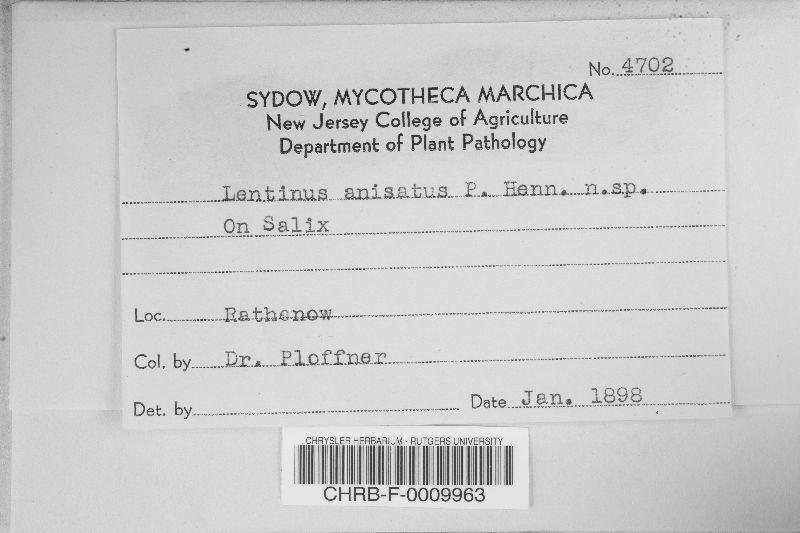 No. 4702
SYDOW, MYCOTHECA MARCHICA
New Jersey College of Agriculture
Department of Plant Pathology
Lentinus anisatus P. Henn. n.sp.
On Salix
Loc. Rathenow
Col. by Dr. Ploffner
Det. by
Date Jan. 1898
CHRYSLER HERBARIUM - RUTGERS UNIVERSITY
CHRB-F-0009963